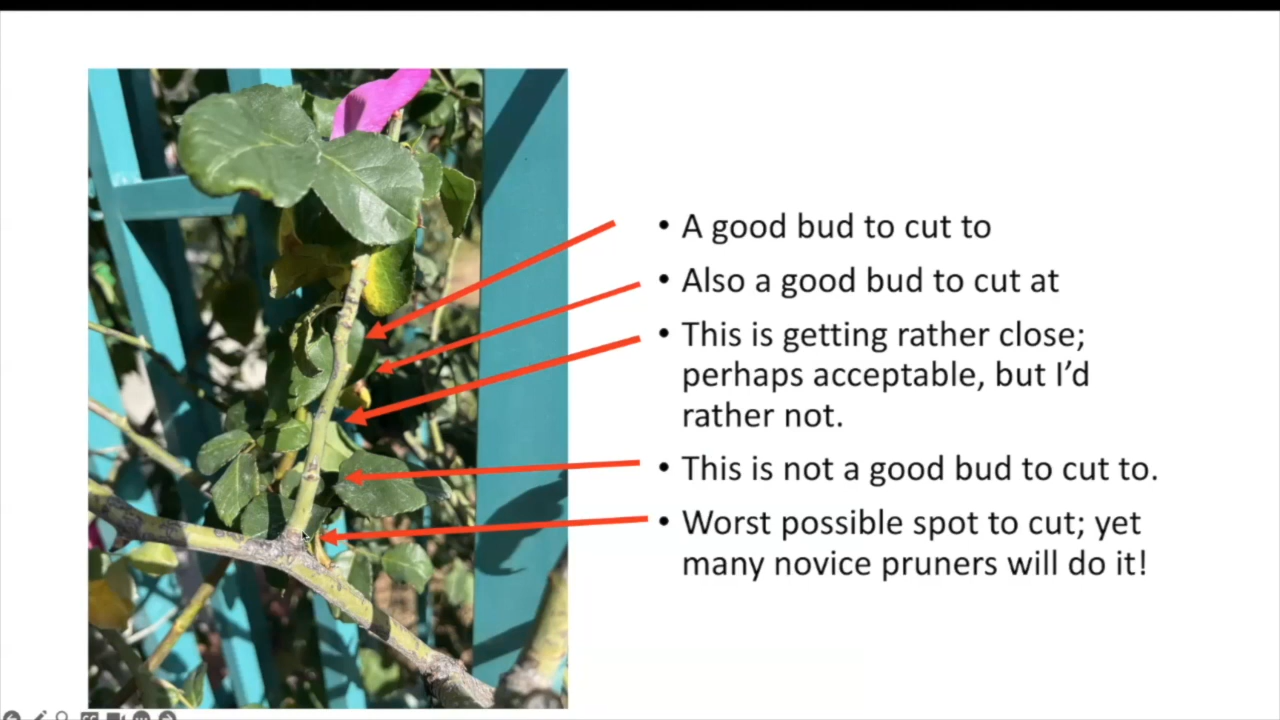 • A good bud to cut to
• Also a good bud to cut at
• This is getting rather close;
perhaps acceptable, but I’d
rather not.
• This is not a good bud to cut to.
• Worst possible spot to cut; yet
many novice pruners will do it!